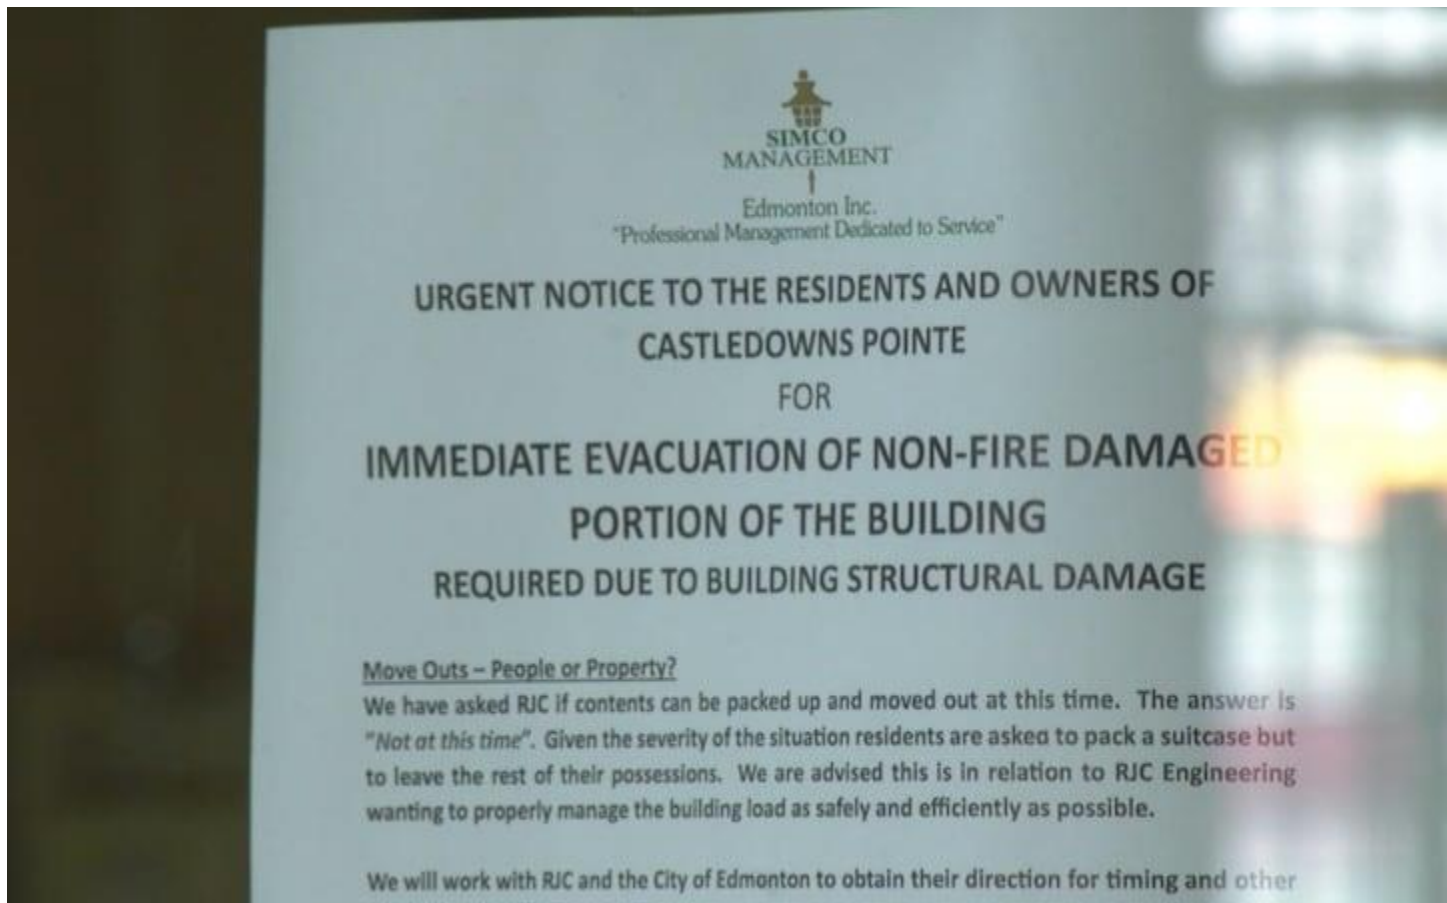 SIMCO
MANAGEMENT
Edmonton Inc.
"Professional Management Dedicated to Service"
URGENT NOTICE TO THE RESIDENTS AND OWNERS OF
CASTLEDOWNS POINTE
FOR
IMMEDIATE EVACUATION OF NON-FIRE DAMAGED
PORTION OF THE BUILDING
REQUIRED DUE TO BUILDING STRUCTURAL DAMAGE
Move Outs – People or Property?
We have asked RJC if contents can be packed up and moved out at this time. The answer is
"Not at this time". Given the severity of the situation residents are asked to pack a suitcase but
to leave the rest of their possessions. We are advised this is in relation to RJC Engineering
wanting to properly manage the building load as safely and efficiently as possible.
We will work with RJC and the City of Edmonton to obtain their direction for timing and other